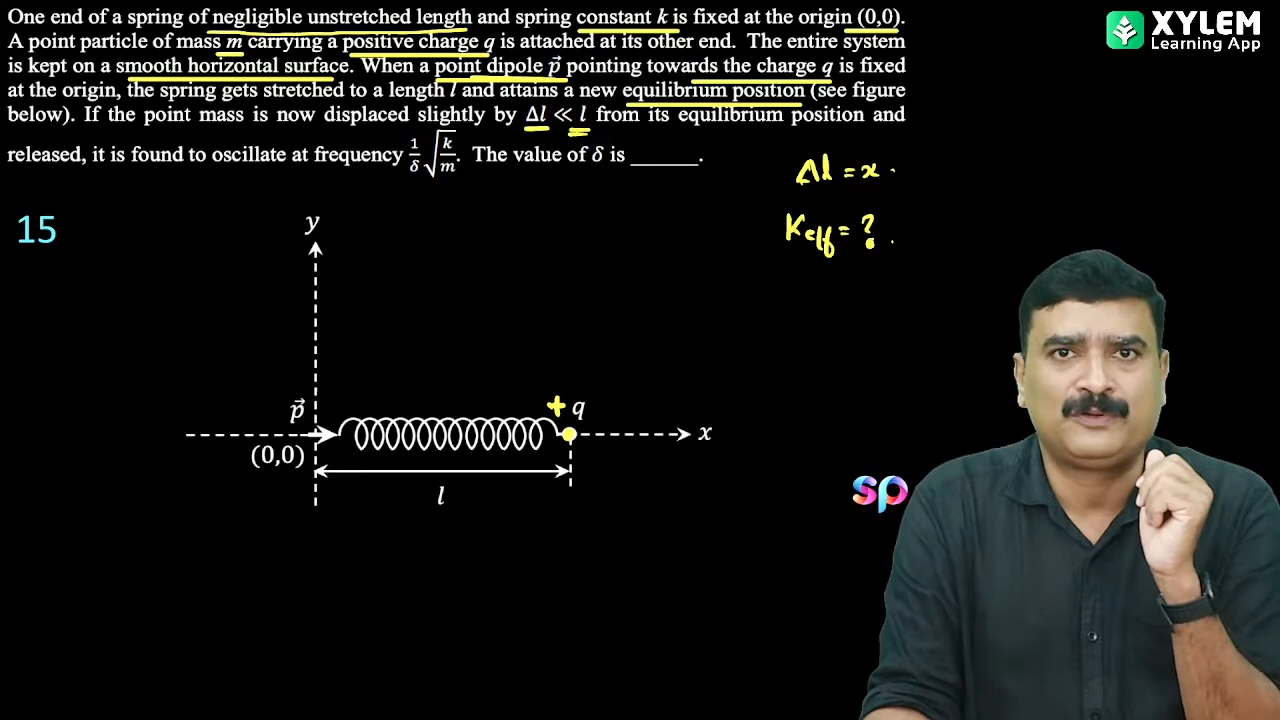 One end of a spring of negligible unstretched length and spring constant k is fixed at the origin (0,0).
A point particle of mass m carrying a positive charge q is attached at its other end. The entire system
is kept on a smooth horizontal surface. When a point dipole p⃗ pointing towards the charge q is fixed
at the origin, the spring gets stretched to a length l and attains a new equilibrium position (see figure
below). If the point mass is now displaced slightly by Δl ≪ l from its equilibrium position and
released, it is found to oscillate at frequency 1/δ √(k/m). The value of δ is ______.
XYLEM
Learning App
Δl = x.
Keff = ?
15
y
p⃗
+ q
x
(0,0)
l
sp